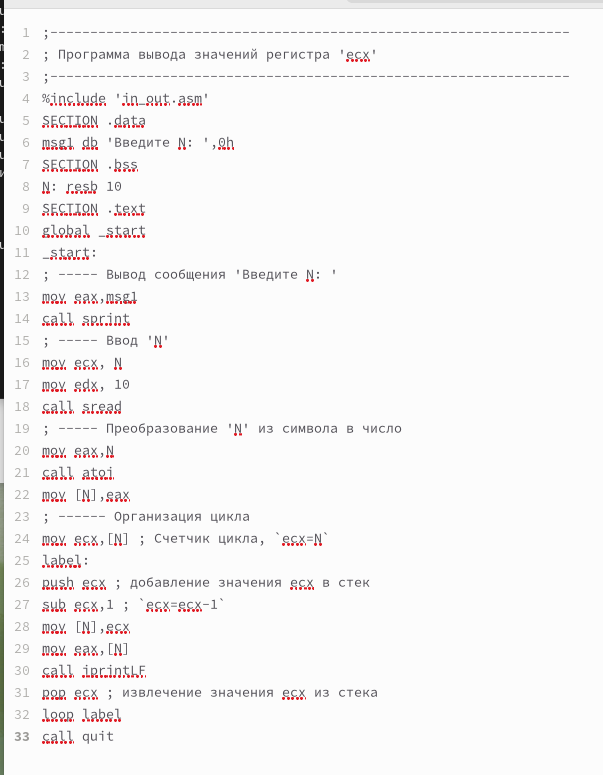 1 ;-----------------------------------------------------------------
2 ; Программа вывода значений регистра 'ecx'
3 ;-----------------------------------------------------------------
4 %include 'in_out.asm'
5 SECTION .data
6 msg1 db 'Введите N: ',0h
7 SECTION .bss
8 N: resb 10
9 SECTION .text
10 global _start
11 _start:
12 ; ----- Вывод сообщения 'Введите N: '
13 mov eax,msg1
14 call sprint
15 ; ----- Ввод 'N'
16 mov ecx, N
17 mov edx, 10
18 call sread
19 ; ----- Преобразование 'N' из символа в число
20 mov eax,N
21 call atoi
22 mov [N],eax
23 ; ------ Организация цикла
24 mov ecx,[N] ; Счетчик цикла, `ecx=N`
25 label:
26 push ecx ; добавление значения ecx в стек
27 sub ecx,1 ; `ecx=ecx-1`
28 mov [N],ecx
29 mov eax,[N]
30 call iprintLF
31 pop ecx ; извлечение значения ecx из стека
32 loop label
33 call quit